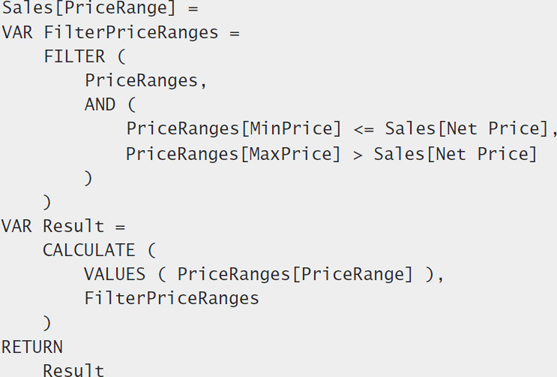 Sales[PriceRange] =
VAR FilterPriceRanges =
    FILTER (
        PriceRanges,
        AND (
            PriceRanges[MinPrice] <= Sales[Net Price],
            PriceRanges[MaxPrice] > Sales[Net Price]
        )
    )
VAR Result =
    CALCULATE (
        VALUES ( PriceRanges[PriceRange] ),
        FilterPriceRanges
    )
RETURN
    Result